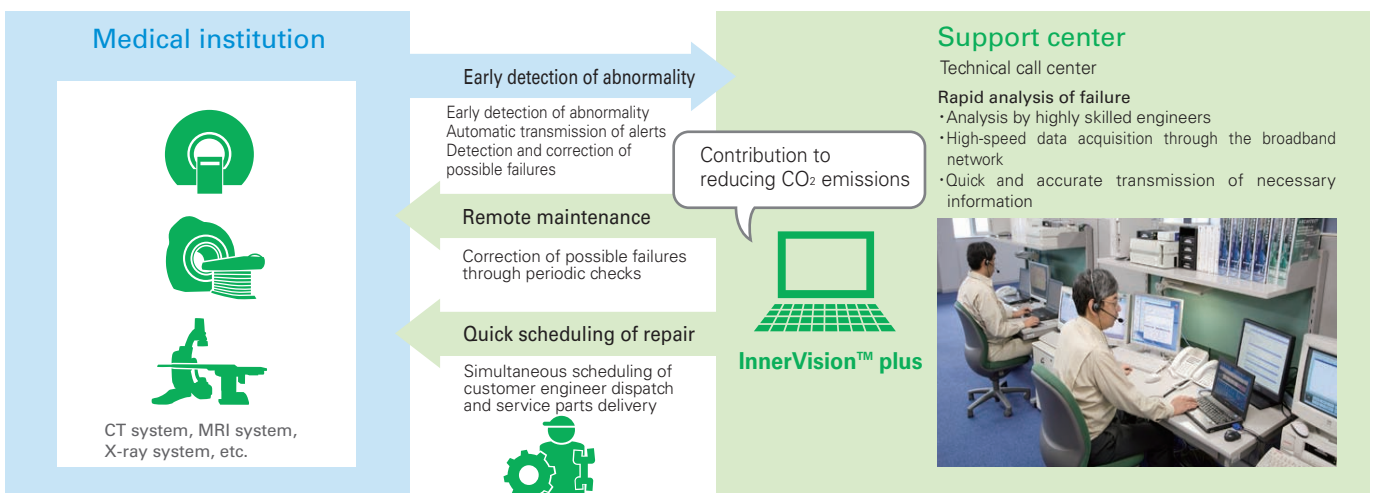 Medical institution
CT system, MRI system,
X-ray system, etc.
Early detection of abnormality
Early detection of abnormality
Automatic transmission of alerts
Detection and correction of
possible failures
Remote maintenance
Correction of possible failures
through periodic checks
Quick scheduling of repair
Simultaneous scheduling of
customer engineer dispatch
and service parts delivery
Contribution to
reducing CO₂ emissions
InnerVision™ plus
Support center
Technical call center
Rapid analysis of failure
・Analysis by highly skilled engineers
・High-speed data acquisition through the broadband
network
・Quick and accurate transmission of necessary
information